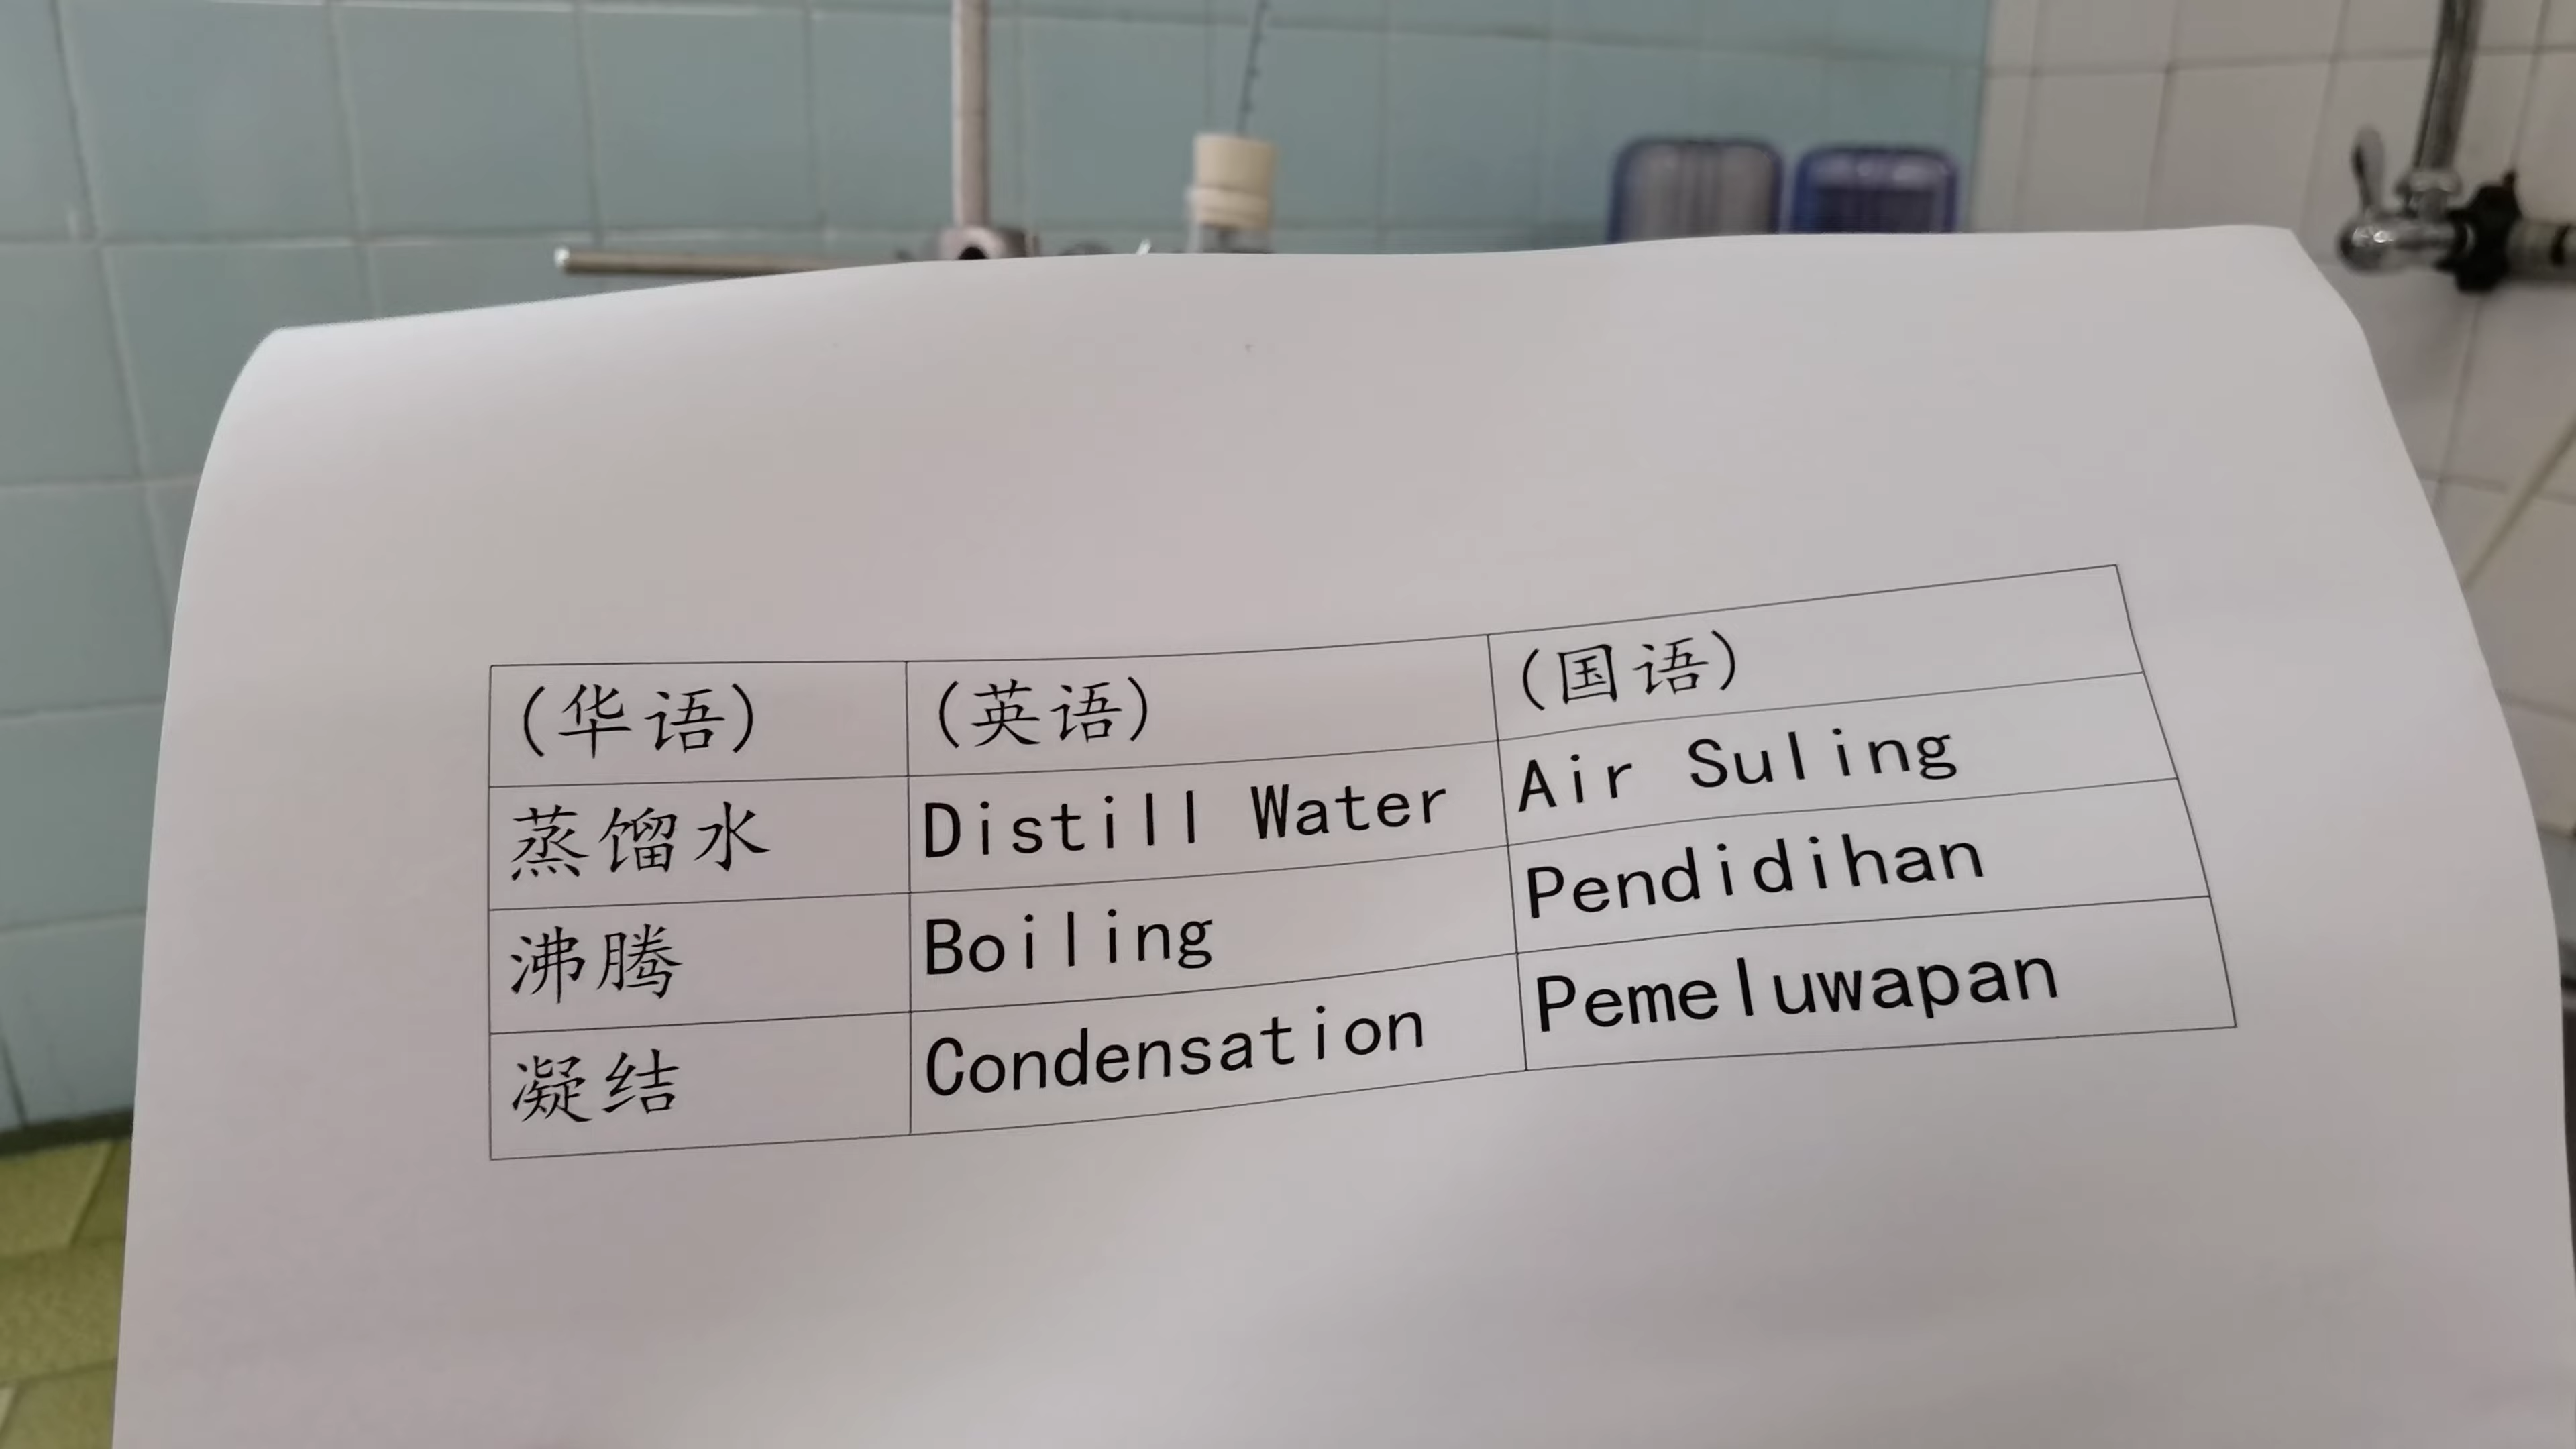 (华语) (英语) (国语)
蒸馏水 Distill Water Air Suling
沸腾 Boiling Pendidihan
凝结 Condensation Pemeluwapan